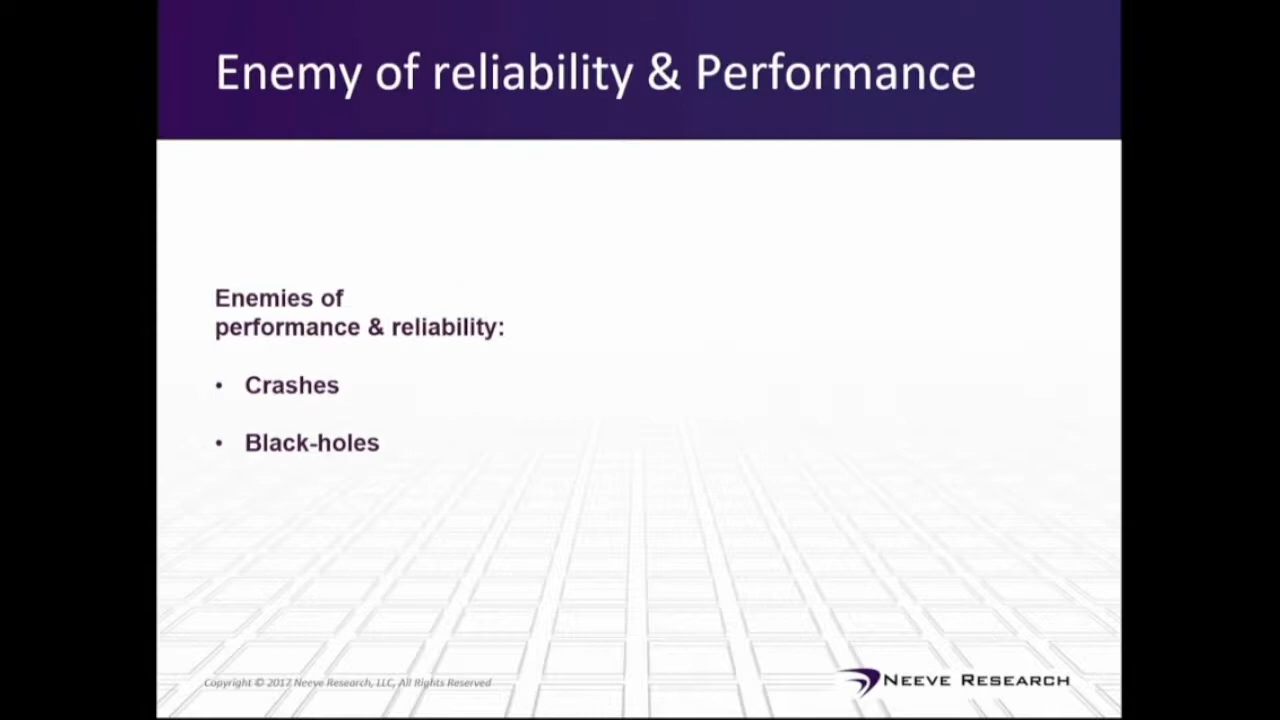 Enemy of reliability & Performance
Enemies of
performance & reliability:
• Crashes
• Black-holes
Copyright © 2017 Neeve Research, LLC, All Rights Reserved
NEEVE RESEARCH